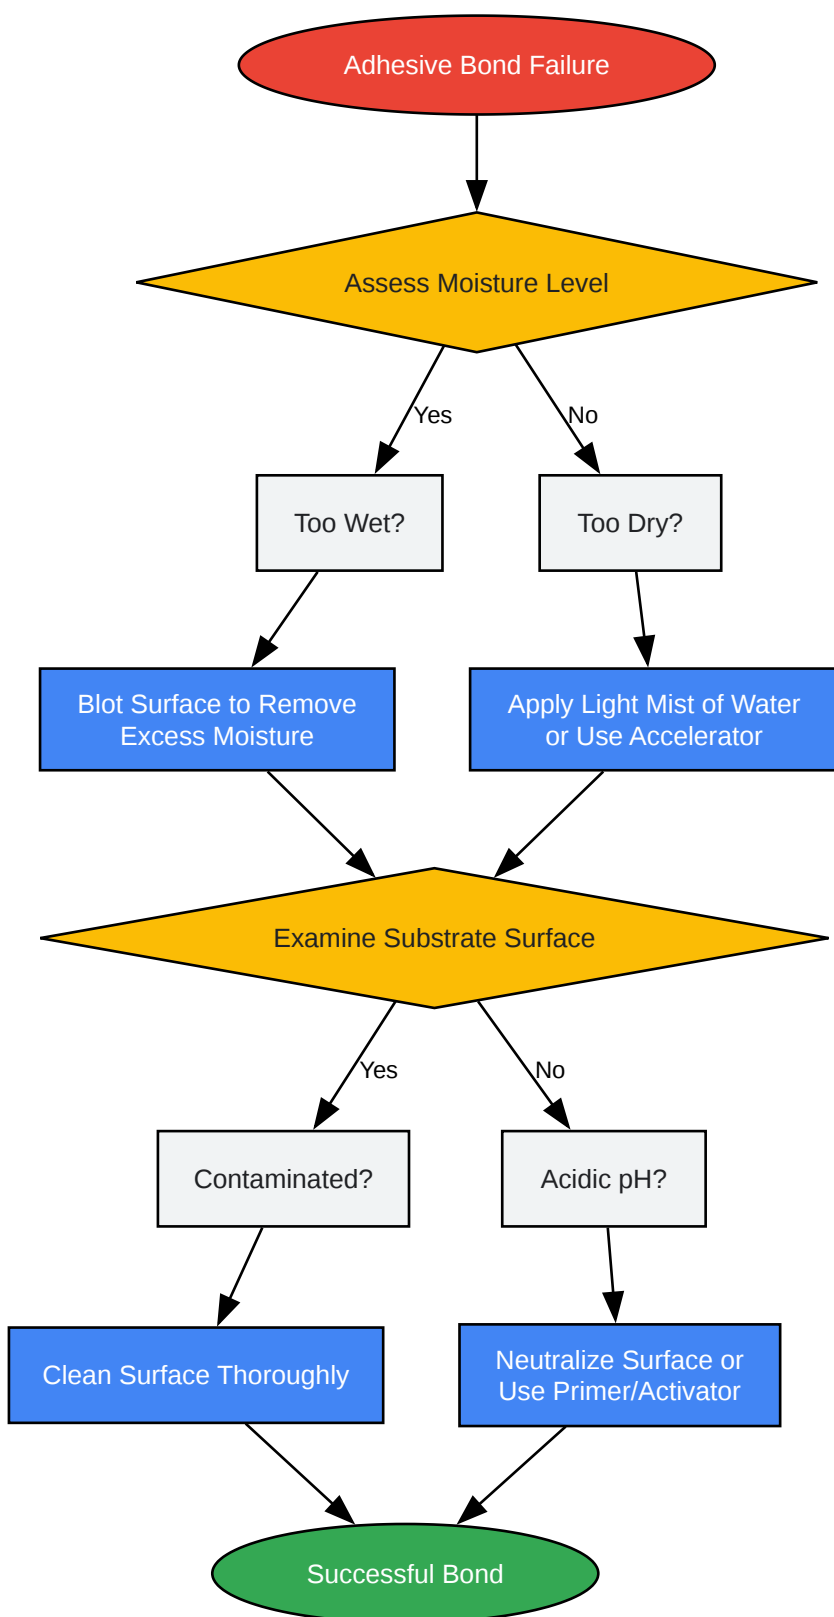 Adhesive Bond Failure
Assess Moisture Level
Yes
No
Too Wet?
Too Dry?
Blot Surface to Remove
Excess Moisture
Apply Light Mist of Water
or Use Accelerator
Examine Substrate Surface
Yes
No
Contaminated?
Acidic pH?
Clean Surface Thoroughly
Neutralize Surface or
Use Primer/Activator
Successful Bond